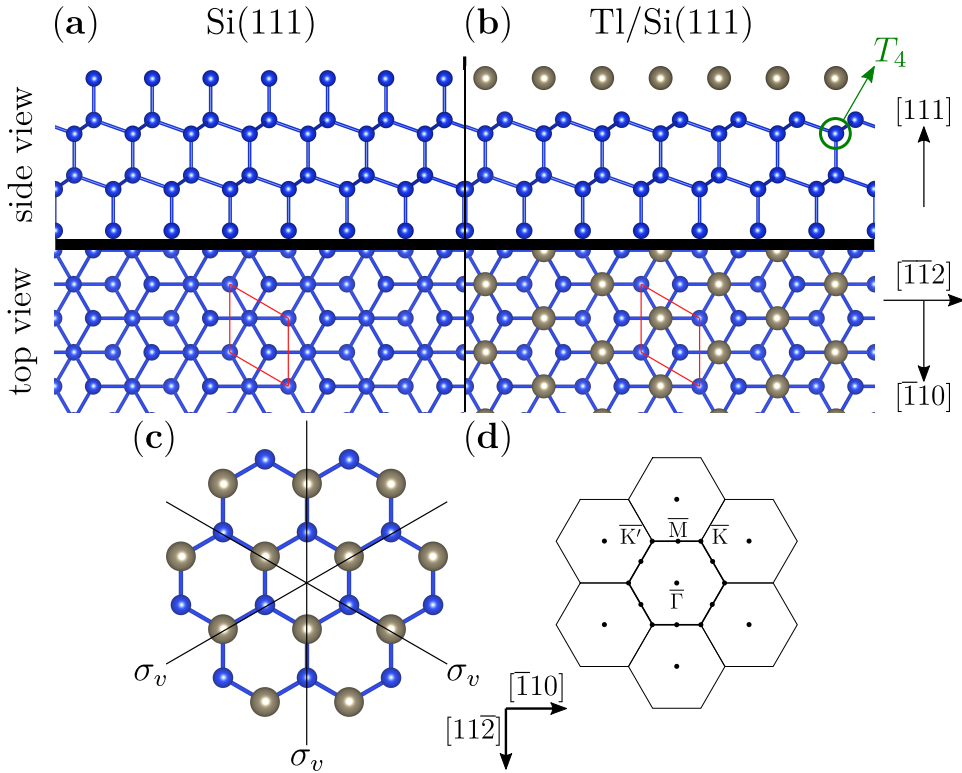 (a) Si(111)
(b) Tl/Si(111)
T₄
side view
[111]
top view
[1̅1̅2]
[1̅10]
(c)
(d)
K̅'̅ M̅ K̅
Γ̅
σᵥ σᵥ
σᵥ
[1̅10]
[112̅]